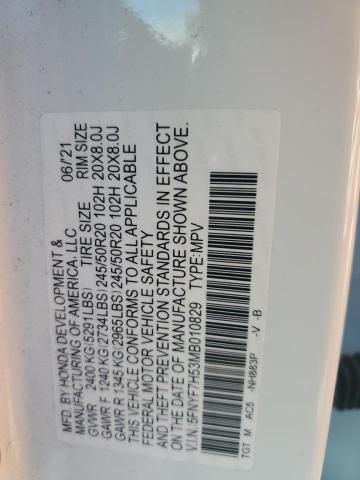 MFD. BY HONDA DEVELOPMENT & 06/21
MANUFACTURING OF AMERICA, LLC
GVWR 2400 KG(5291LBS) TIRE SIZE RIM SIZE
GAWR F 1240 KG(2734LBS)245/50R20 102H 20X8.0J
GAWR R 1345 KG(2965LBS)245/50R20 102H 20X8.0J
THIS VEHICLE CONFORMS TO ALL APPLICABLE
FEDERAL MOTOR VEHICLE SAFETY
AND THEFT PREVENTION STANDARDS IN EFFECT
ON THE DATE OF MANUFACTURE SHOWN ABOVE.
V.I.N.:5FNYF7H53MB010829 TYPE:MPV
TGT M AC5 -NH883P -V -B